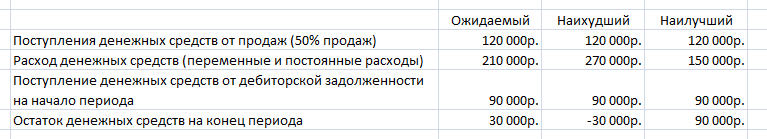 Ожидаемый Наихудший Наилучший
Поступления денежных средств от продаж (50% продаж) 120 000р. 120 000р. 120 000р.
Расход денежных средств (переменные и постоянные расходы) 210 000р. 270 000р. 150 000р.
Поступление денежных средств от дебиторской задолженности
на начало периода 90 000р. 90 000р. 90 000р.
Остаток денежных средств на конец периода 30 000р. -30 000р. 90 000р.